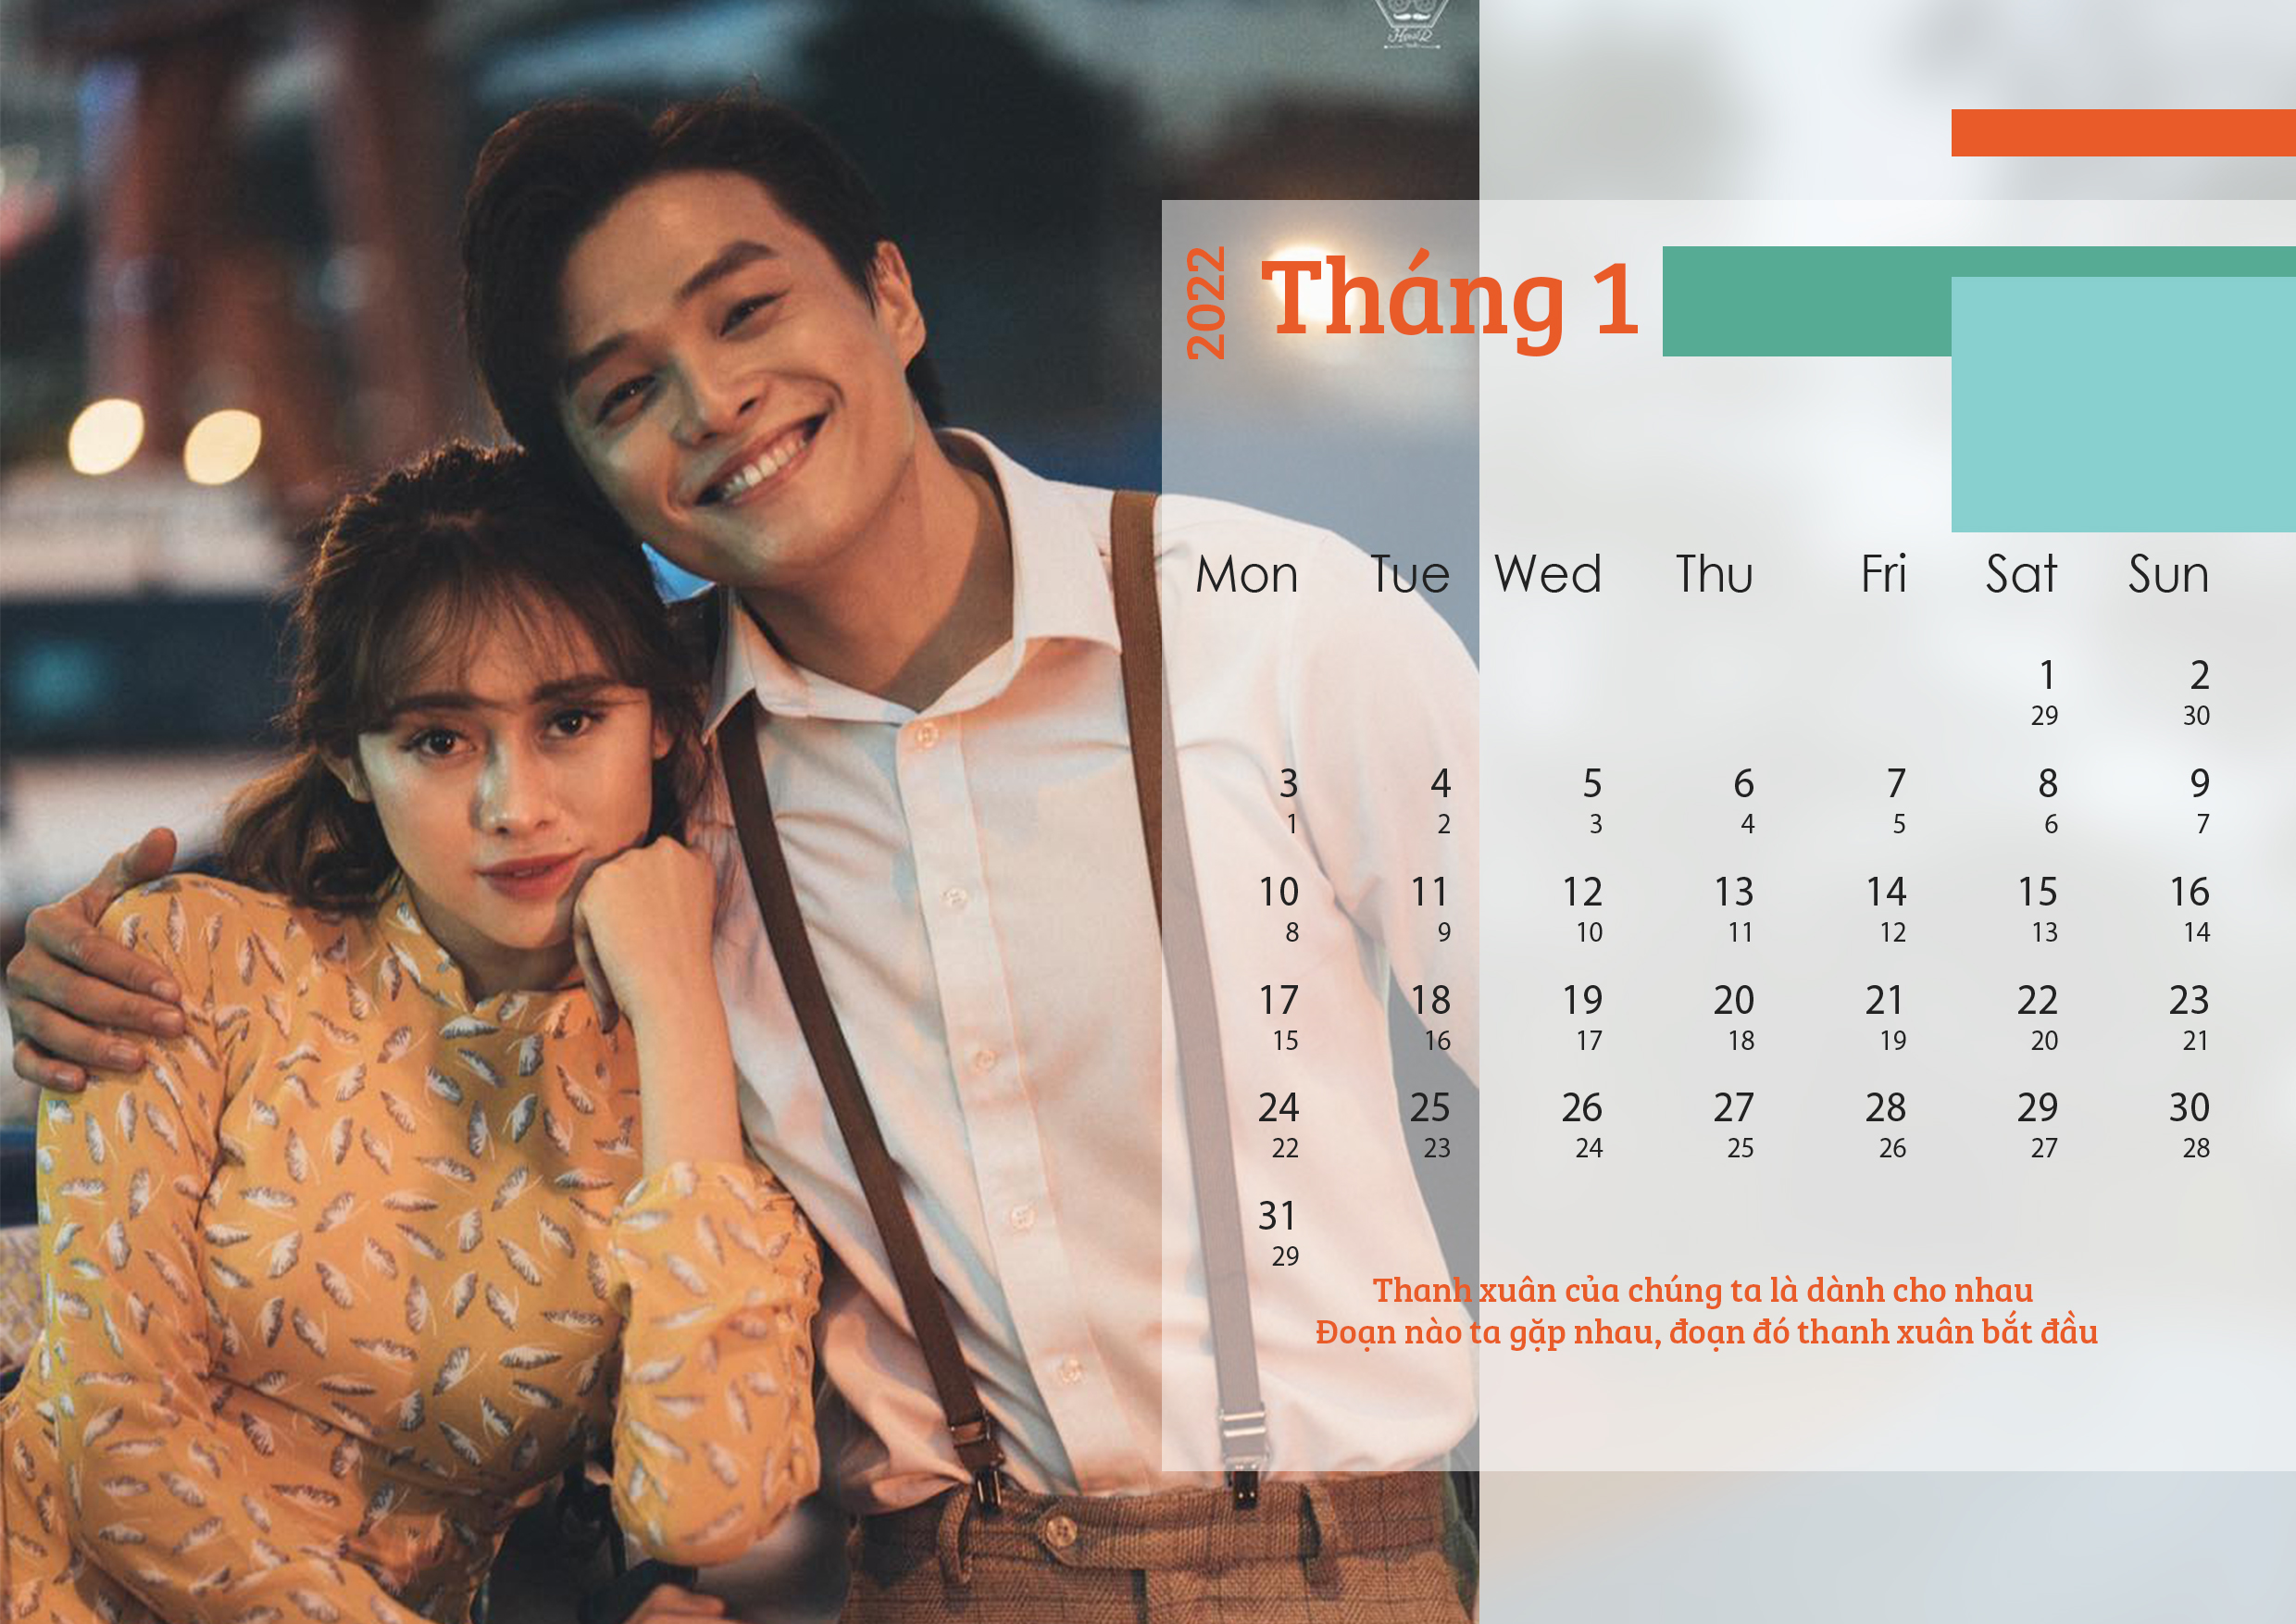 HausR
2022
Tháng 1
Mon Tue Wed Thu Fri Sat Sun
1 2
29 30
3 4 5 6 7 8 9
1 2 3 4 5 6 7
10 11 12 13 14 15 16
8 9 10 11 12 13 14
17 18 19 20 21 22 23
15 16 17 18 19 20 21
24 25 26 27 28 29 30
22 23 24 25 26 27 28
31
29
Thanh xuân của chúng ta là dành cho nhau
Đoạn nào ta gặp nhau, đoạn đó thanh xuân bắt đầu